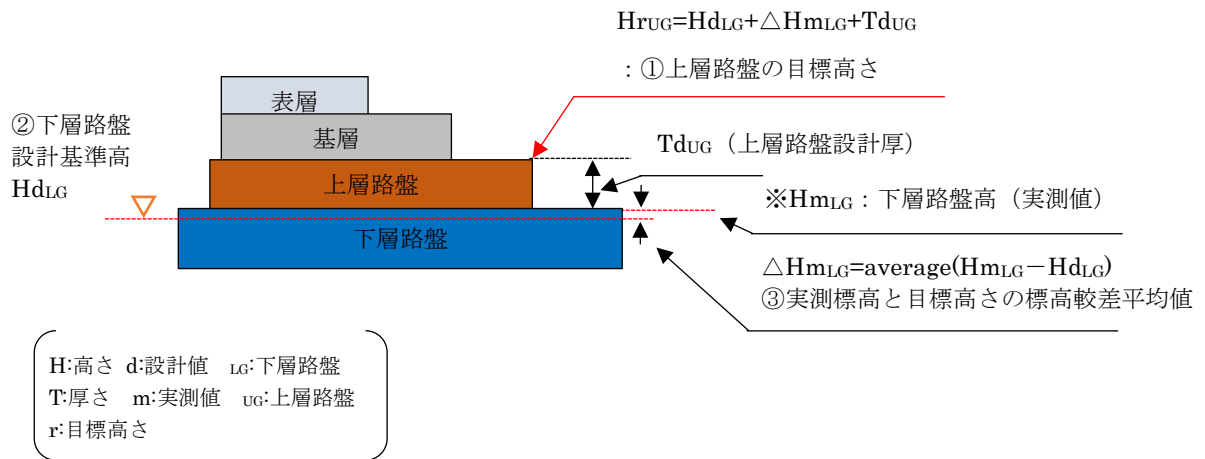 HrUG=HdLG+△HmLG+TdUG
：①上層路盤の目標高さ
表層
基層
上層路盤
下層路盤
②下層路盤
設計基準高
HdLG
TdUG（上層路盤設計厚）
※HmLG：下層路盤高（実測値）
△HmLG=average(HmLG－HdLG)
③実測標高と目標高さの標高較差平均値
H:高さ d:設計値 LG:下層路盤
T:厚さ m:実測値 UG:上層路盤
r:目標高さ